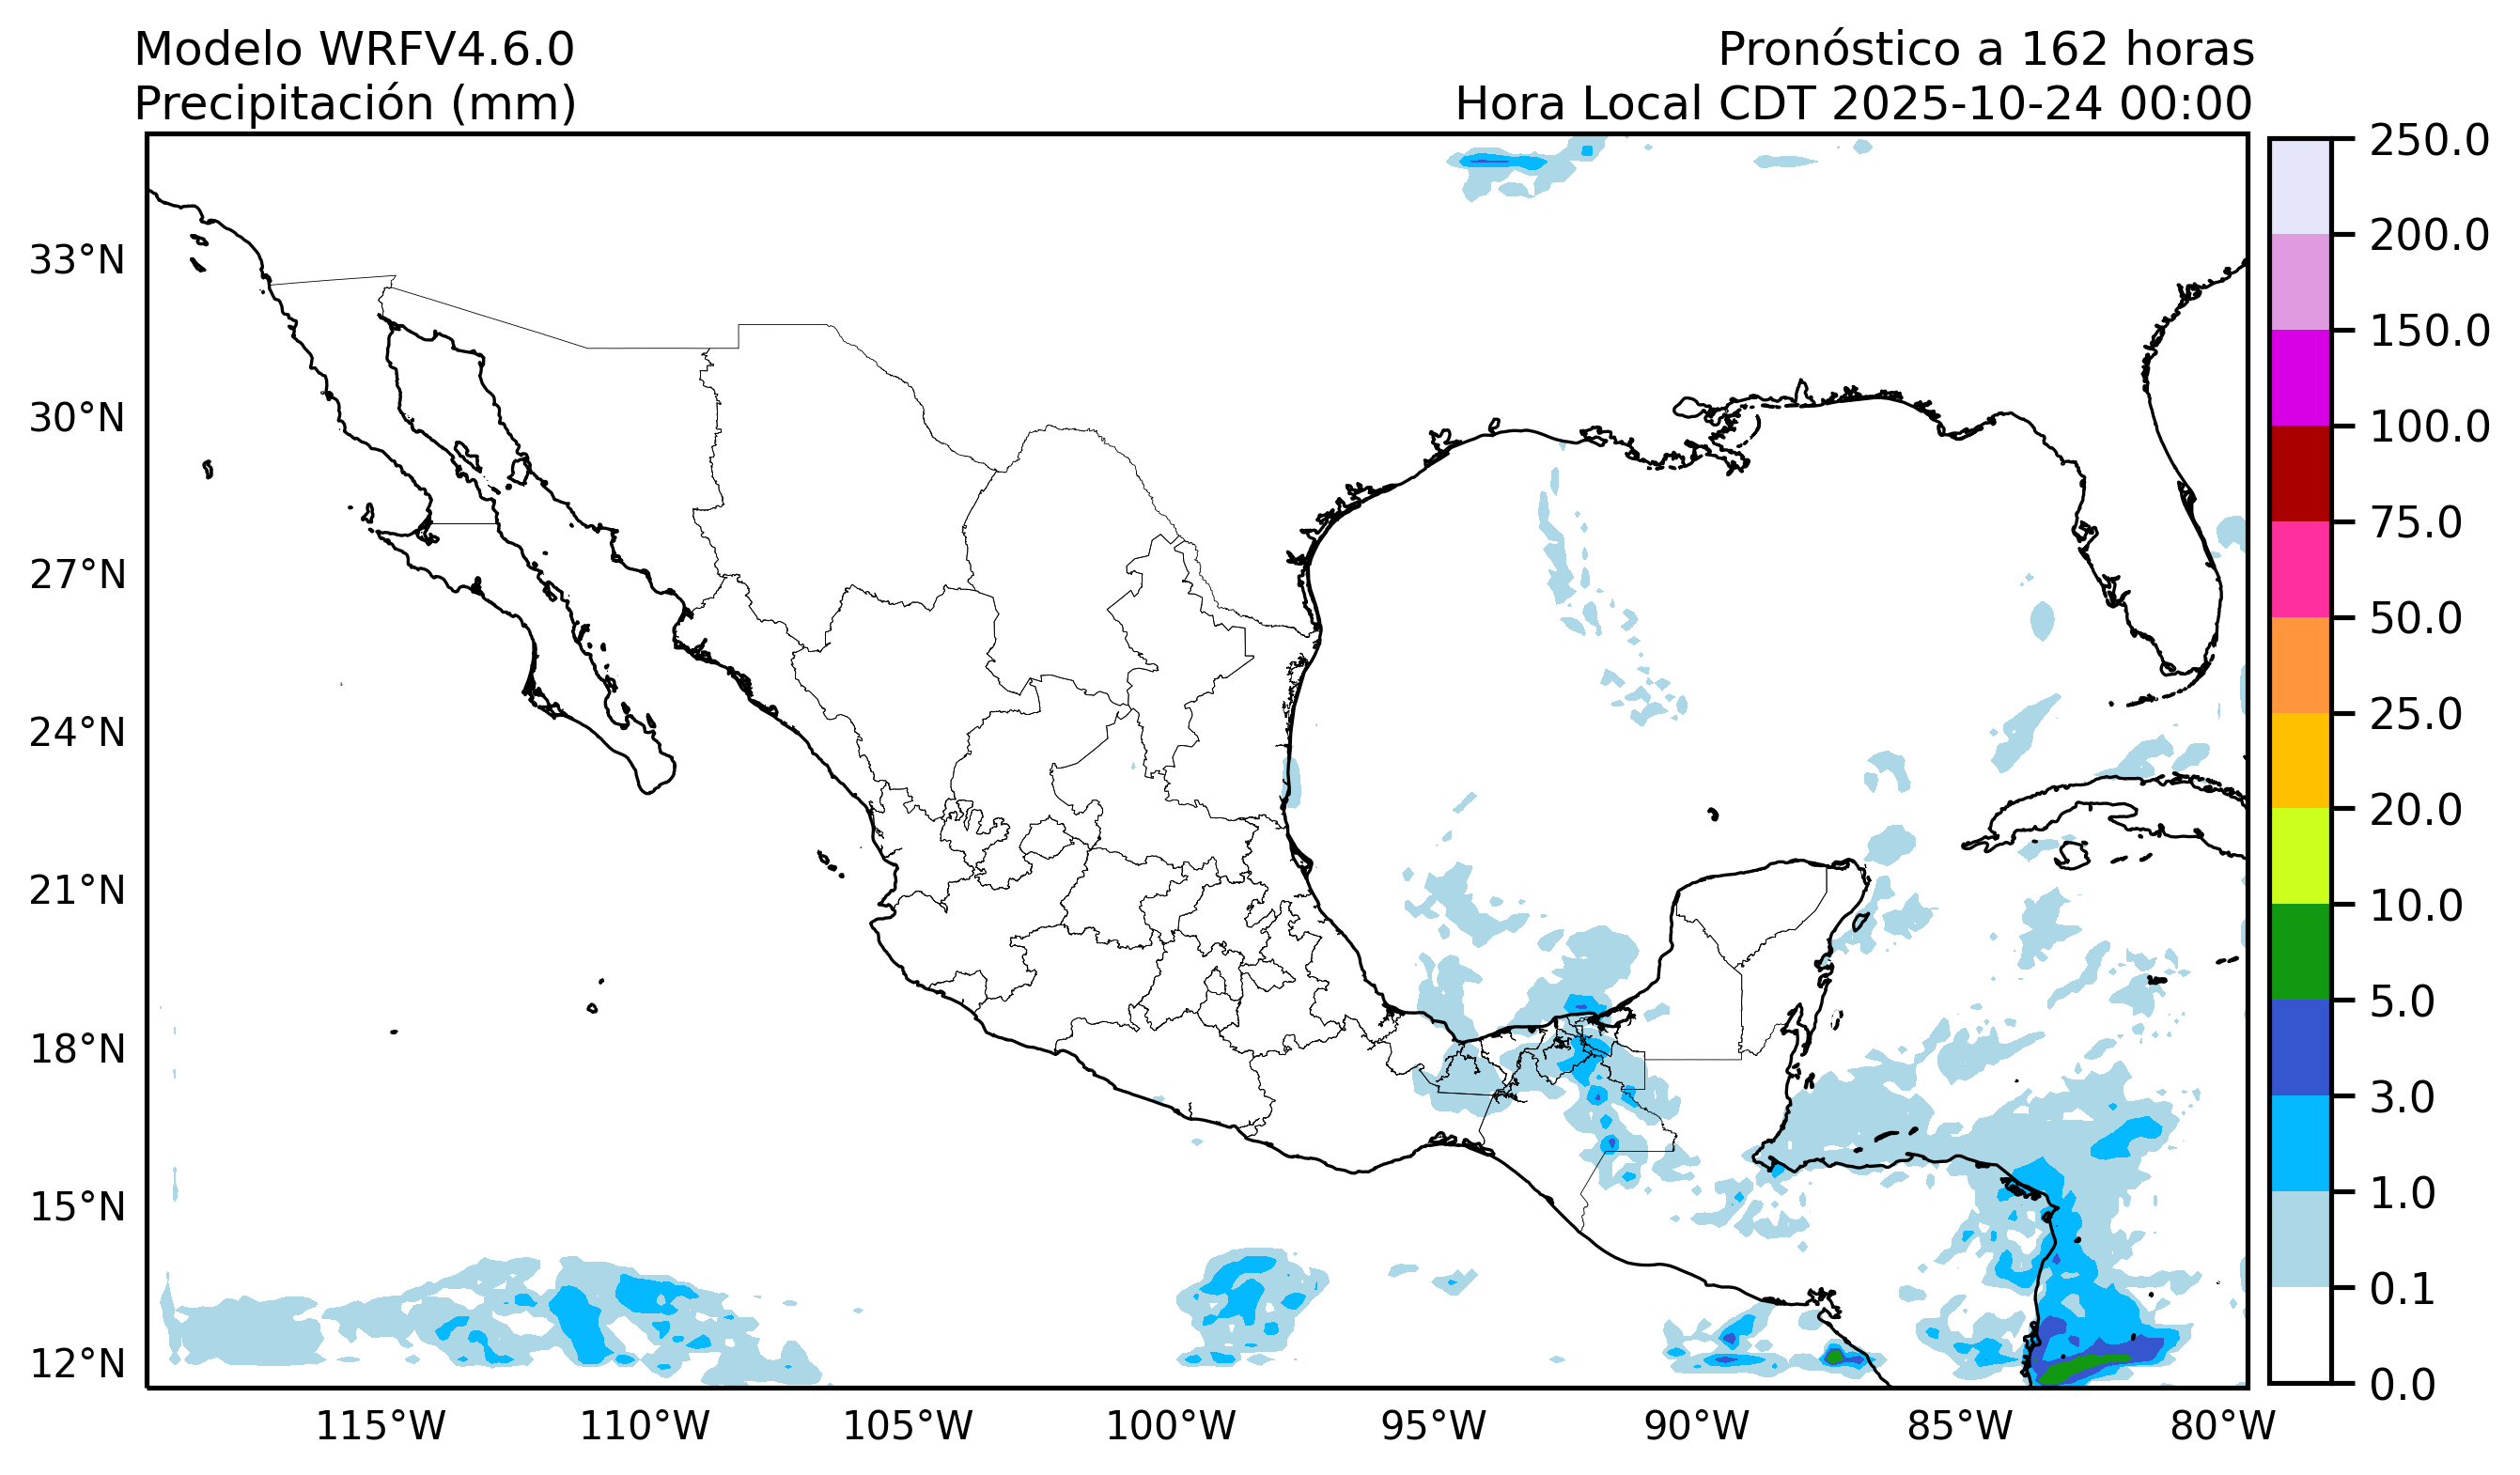 Modelo WRFV4.6.0
Precipitación (mm)
Pronóstico a 162 horas
Hora Local CDT 2025-10-24 00:00
33°N
30°N
27°N
24°N
21°N
18°N
15°N
12°N
115°W
110°W
105°W
100°W
95°W
90°W
85°W
80°W
250.0
200.0
150.0
100.0
75.0
50.0
25.0
20.0
10.0
5.0
3.0
1.0
0.1
0.0